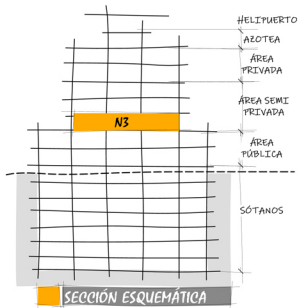 HELIPUERTO
AZOTEA
ÁREA
PRIVADA
ÁREA SEMI
PRIVADA
N3
ÁREA
PÚBLICA
SÓTANOS
SECCIÓN ESQUEMÁTICA